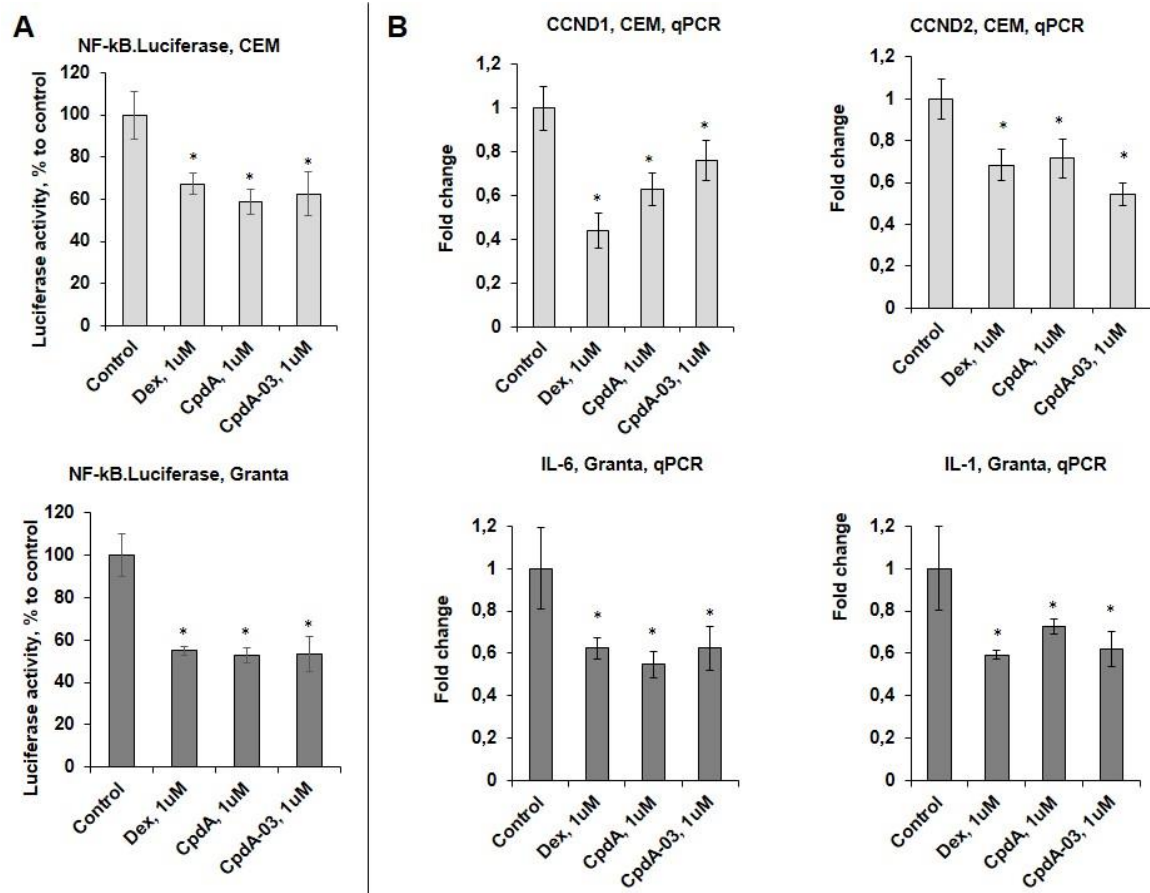 A
NF-kB.Luciferase, CEM
Luciferase activity, % to control
120
100
80
60
40
20
0
*
*
*
Control
Dex, 1uM
CpdA, 1uM
CpdA-03, 1uM
NF-kB.Luciferase, Granta
Luciferase activity, % to control
120
100
80
60
40
20
0
*
*
*
Control
Dex, 1uM
CpdA, 1uM
CpdA-03, 1uM
B
CCND1, CEM, qPCR
Fold change
1,2
1
0,8
0,6
0,4
0,2
0
*
*
*
Control
Dex, 1uM
CpdA, 1uM
CpdA-03, 1uM
CCND2, CEM, qPCR
Fold change
1,2
1
0,8
0,6
0,4
0,2
0
*
*
*
Control
Dex, 1uM
CpdA, 1uM
CpdA-03, 1uM
IL-6, Granta, qPCR
Fold change
1,2
1
0,8
0,6
0,4
0,2
0
*
*
*
Control
Dex, 1uM
CpdA, 1uM
CpdA-03, 1uM
IL-1, Granta, qPCR
Fold change
1,2
1
0,8
0,6
0,4
0,2
0
*
*
*
Control
Dex, 1uM
CpdA, 1uM
CpdA-03, 1uM